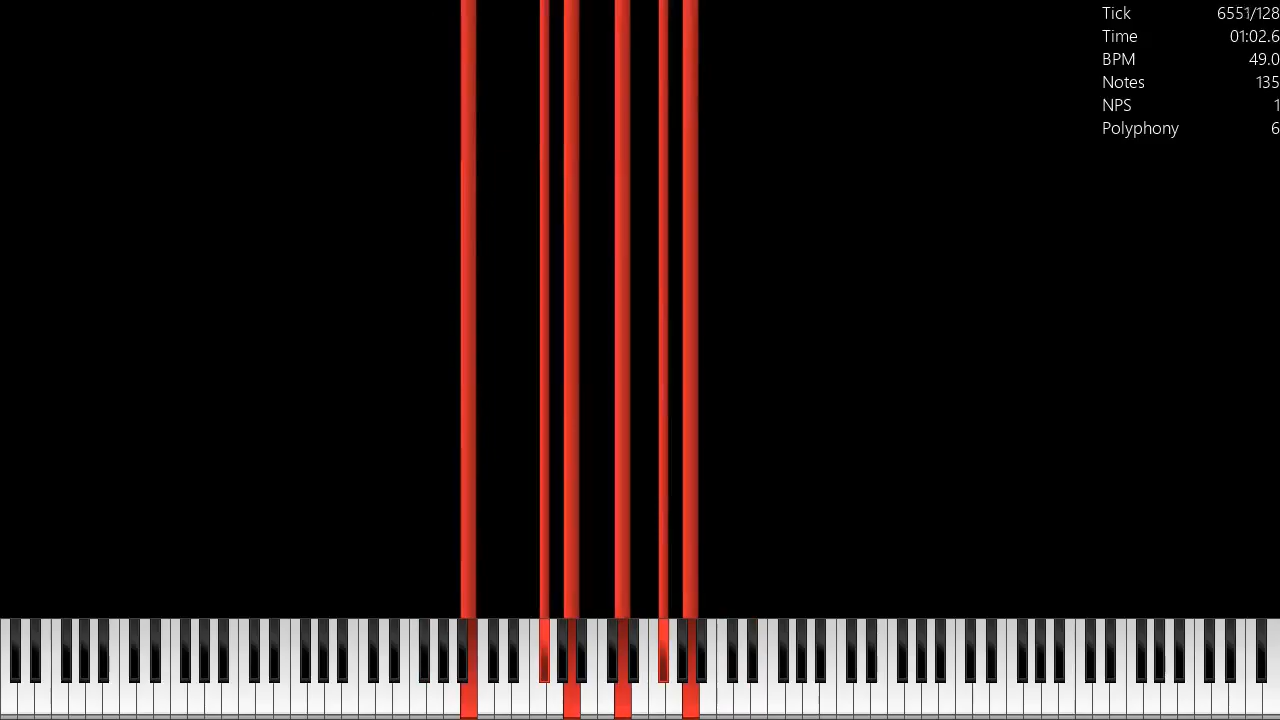 Tick 6551/128
Time 01:02.6
BPM 49.0
Notes 135
NPS 1
Polyphony 6